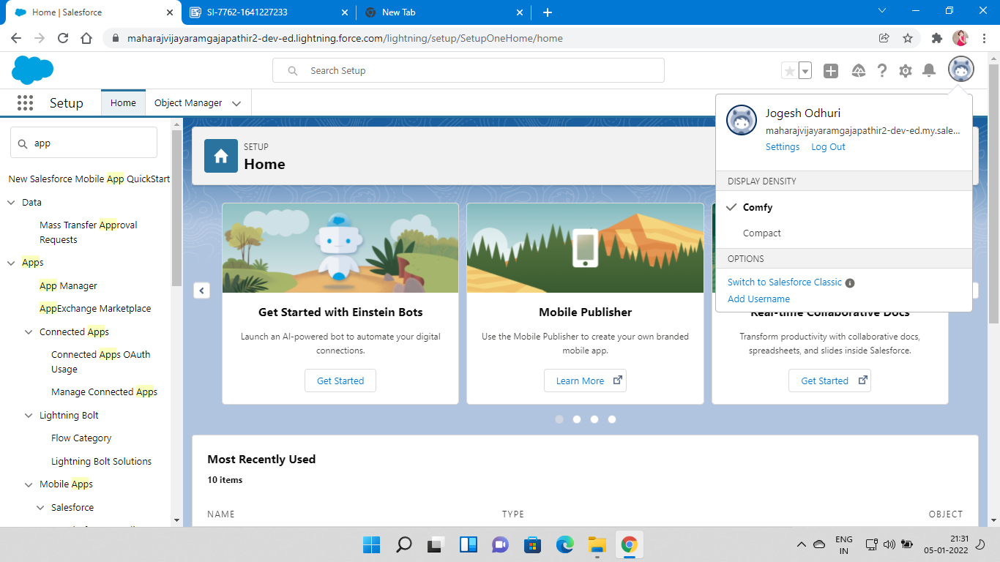 Home | Salesforce
SI-7762-1641227233
New Tab
maharajvijayaramgajapathir2-dev-ed.lightning.force.com/lightning/setup/SetupOneHome/home
Search Setup
Setup
Home
Object Manager
Jogesh Odhuri
maharajvijayaramgajapathir2-dev-ed.my.sale...
Settings
Log Out
DISPLAY DENSITY
Comfy
Compact
OPTIONS
Switch to Salesforce Classic
Add Username
app
New Salesforce Mobile App QuickStart
Data
Mass Transfer Approval
Requests
Apps
App Manager
AppExchange Marketplace
Connected Apps
Connected Apps OAuth
Usage
Manage Connected Apps
Lightning Bolt
Flow Category
Lightning Bolt Solutions
Mobile Apps
Salesforce
SETUP
Home
Get Started with Einstein Bots
Launch an AI-powered bot to automate your digital
connections.
Get Started
Mobile Publisher
Use the Mobile Publisher to create your own branded
mobile app.
Learn More
Real-time Collaborative Docs
Transform productivity with collaborative docs,
spreadsheets, and slides inside Salesforce.
Get Started
Most Recently Used
10 items
NAME
TYPE
OBJECT
ENG
IN
21:31
05-01-2022